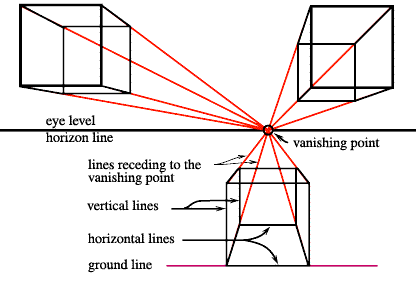 eye level
horizon line
vanishing point
lines receding to the
vanishing point
vertical lines
horizontal lines
ground line